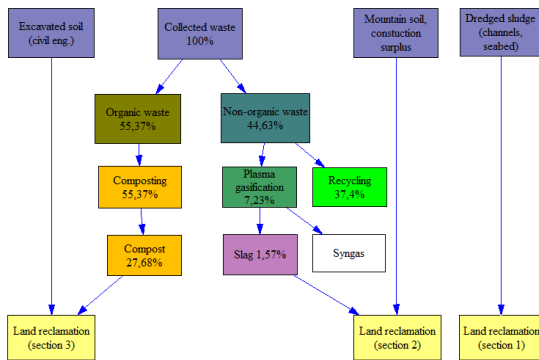 Excavated soil
(civil eng.)
Collected waste
100%
Mountain soil,
constuction
surplus
Dredged sludge
(channels,
seabed)
Organic waste
55,37%
Non-organic waste
44,63%
Composting
55,37%
Plasma
gasification
7,23%
Recycling
37,4%
Compost
27,68%
Slag 1,57%
Syngas
Land reclamation
(section 3)
Land reclamation
(section 2)
Land reclamation
(section 1)